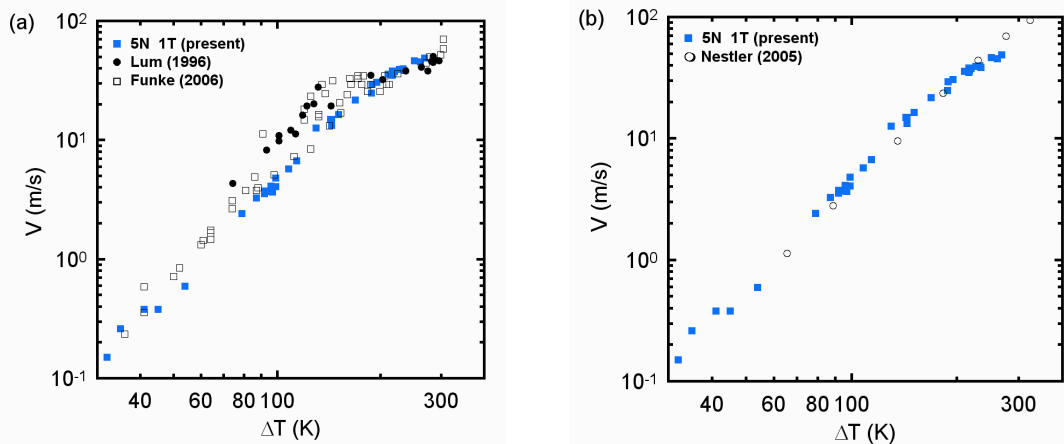 (a)
10²
5N 1T (present)
Lum (1996)
Funke (2006)
10¹
V (m/s)
10⁰
10⁻¹
40
60
80
100
300
ΔT (K)
(b)
10²
5N 1T (present)
Nestler (2005)
10¹
V (m/s)
10⁰
10⁻¹
40
60
80
100
300
ΔT (K)